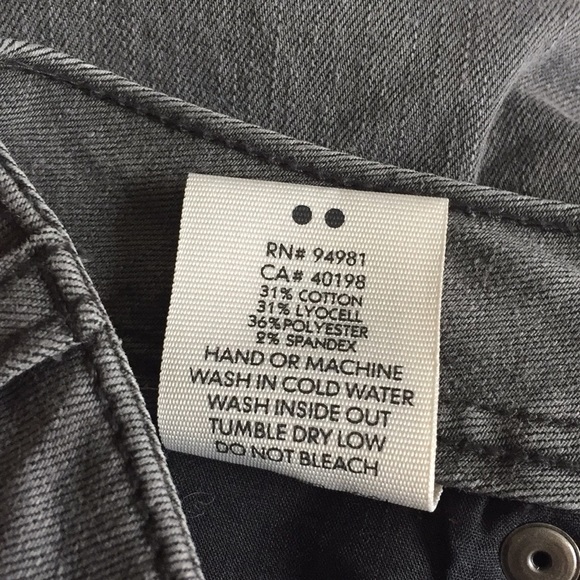 RN# 94981
CA# 40198
31% COTTON
31% LYOCELL
36% POLYESTER
2% SPANDEX
HAND OR MACHINE
WASH IN COLD WATER
WASH INSIDE OUT
TUMBLE DRY LOW
DO NOT BLEACH